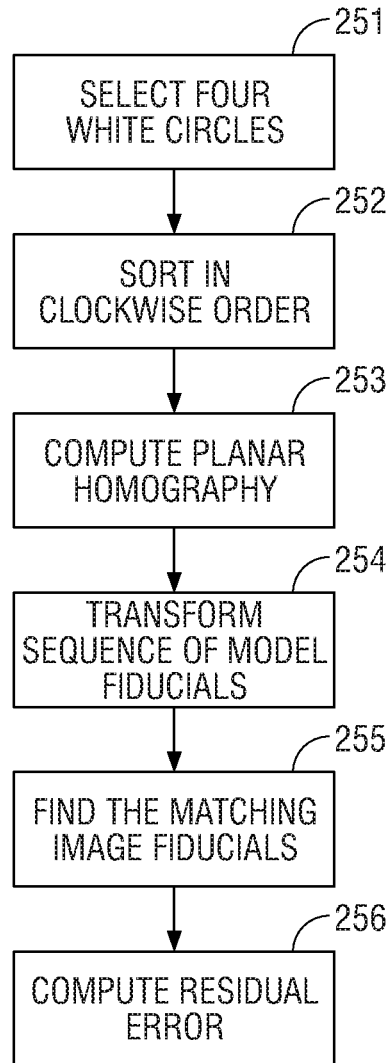 251
SELECT FOUR
WHITE CIRCLES
252
SORT IN
CLOCKWISE ORDER
253
COMPUTE PLANAR
HOMOGRAPHY
254
TRANSFORM
SEQUENCE OF MODEL
FIDUCIALS
255
FIND THE MATCHING
IMAGE FIDUCIALS
256
COMPUTE RESIDUAL
ERROR